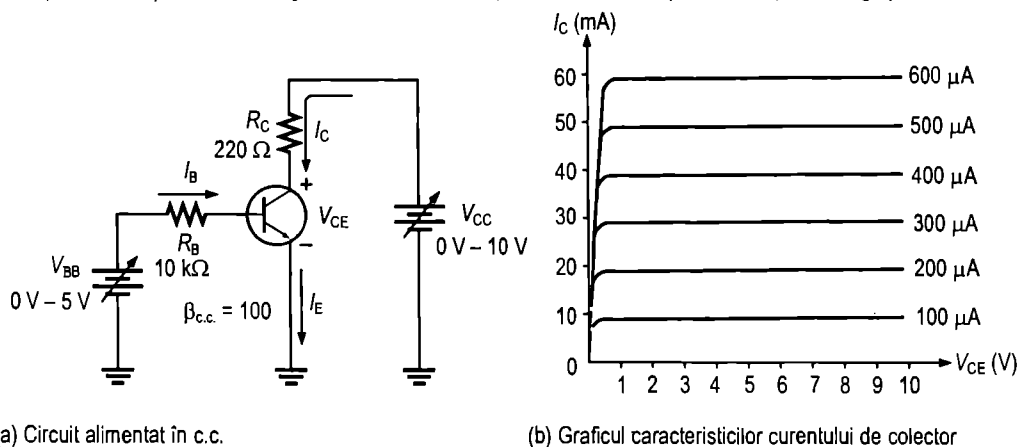 I_C (mA)
60
50
40
30
20
10
0
600 µA
500 µA
400 µA
300 µA
200 µA
100 µA
1 2 3 4 5 6 7 8 9 10
V_CE (V)
R_C
220 Ω
I_C
I_B
+
V_CE
–
R_B
10 kΩ
V_CC
0 V – 10 V
V_BB
0 V – 5 V
β_c.c. = 100
I_E
a) Circuit alimentat în c.c.
(b) Graficul caracteristicilor curentului de colector